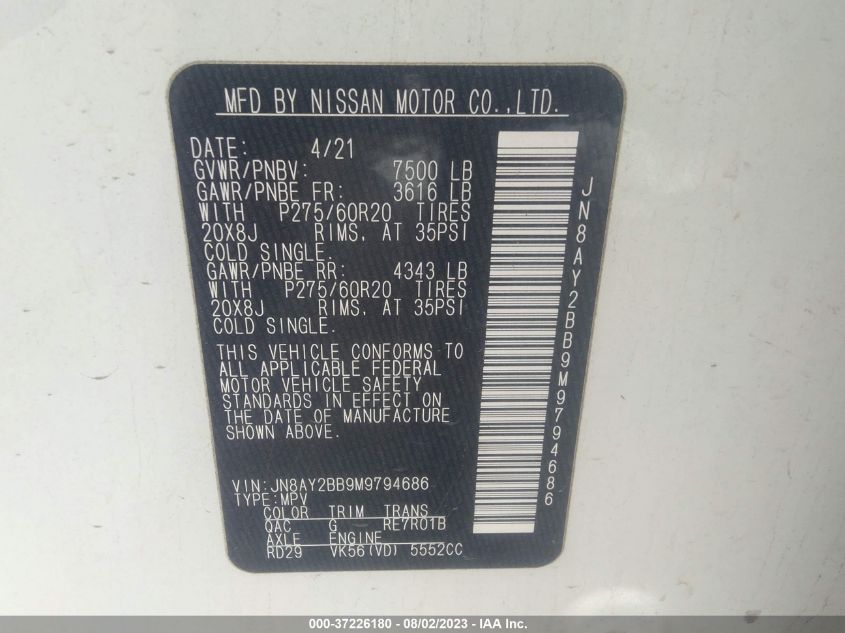 MFD BY NISSAN MOTOR CO.,LTD.
DATE: 4/21
GVWR/PNBV: 7500 LB
GAWR/PNBE FR: 3616 LB
WITH P275/60R20 TIRES
20X8J RIMS, AT 35PSI
COLD SINGLE.
GAWR/PNBE RR: 4343 LB
WITH P275/60R20 TIRES
20X8J RIMS, AT 35PSI
COLD SINGLE.
THIS VEHICLE CONFORMS TO
ALL APPLICABLE FEDERAL
MOTOR VEHICLE SAFETY
STANDARDS IN EFFECT ON
THE DATE OF MANUFACTURE
SHOWN ABOVE.
VIN:JN8AY2BB9M9794686
TYPE:MPV
COLOR TRIM TRANS
QAC G RE7R01B
AXLE ENGINE
RD29 VK56(VD) 5552CC
JN8AY2BB9M9794686
000-37226180 - 08/02/2023 - IAA Inc.